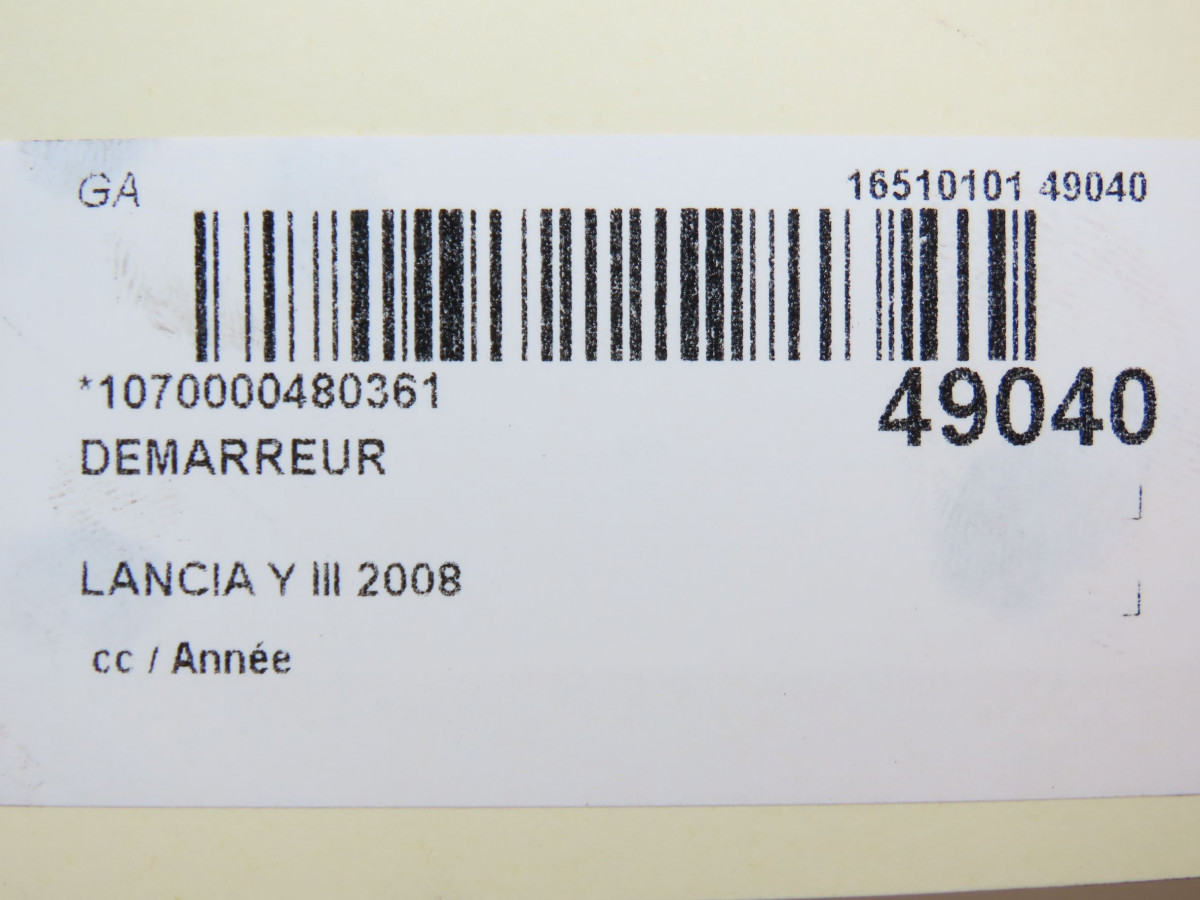 GA
16510101 49040
*1070000480361
49040
DEMARREUR
LANCIA Y III 2008
cc / Année